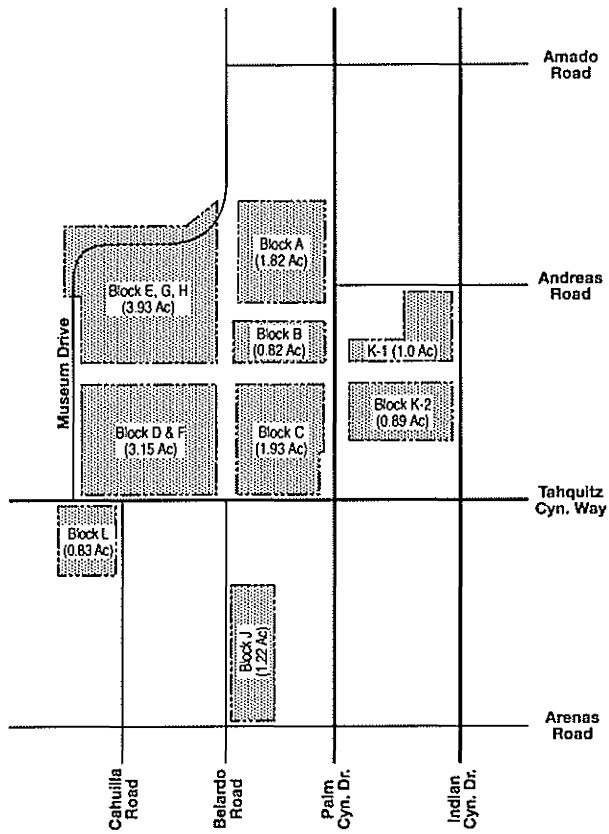 Amado
Road
Block A
(1.82 Ac)
Andreas
Road
Block E, G, H
(3.93 Ac)
Block B
(0.82 Ac)
K-1 (1.0 Ac)
Museum Drive
Block D & F
(3.15 Ac)
Block C
(1.93 Ac)
Block K-2
(0.89 Ac)
Tahquitz
Cyn. Way
Block L
(0.83 Ac)
Block J
(1.22 Ac)
Arenas
Road
Cahuilla
Road
Belardo
Road
Palm
Cyn. Dr.
Indian
Cyn. Dr.